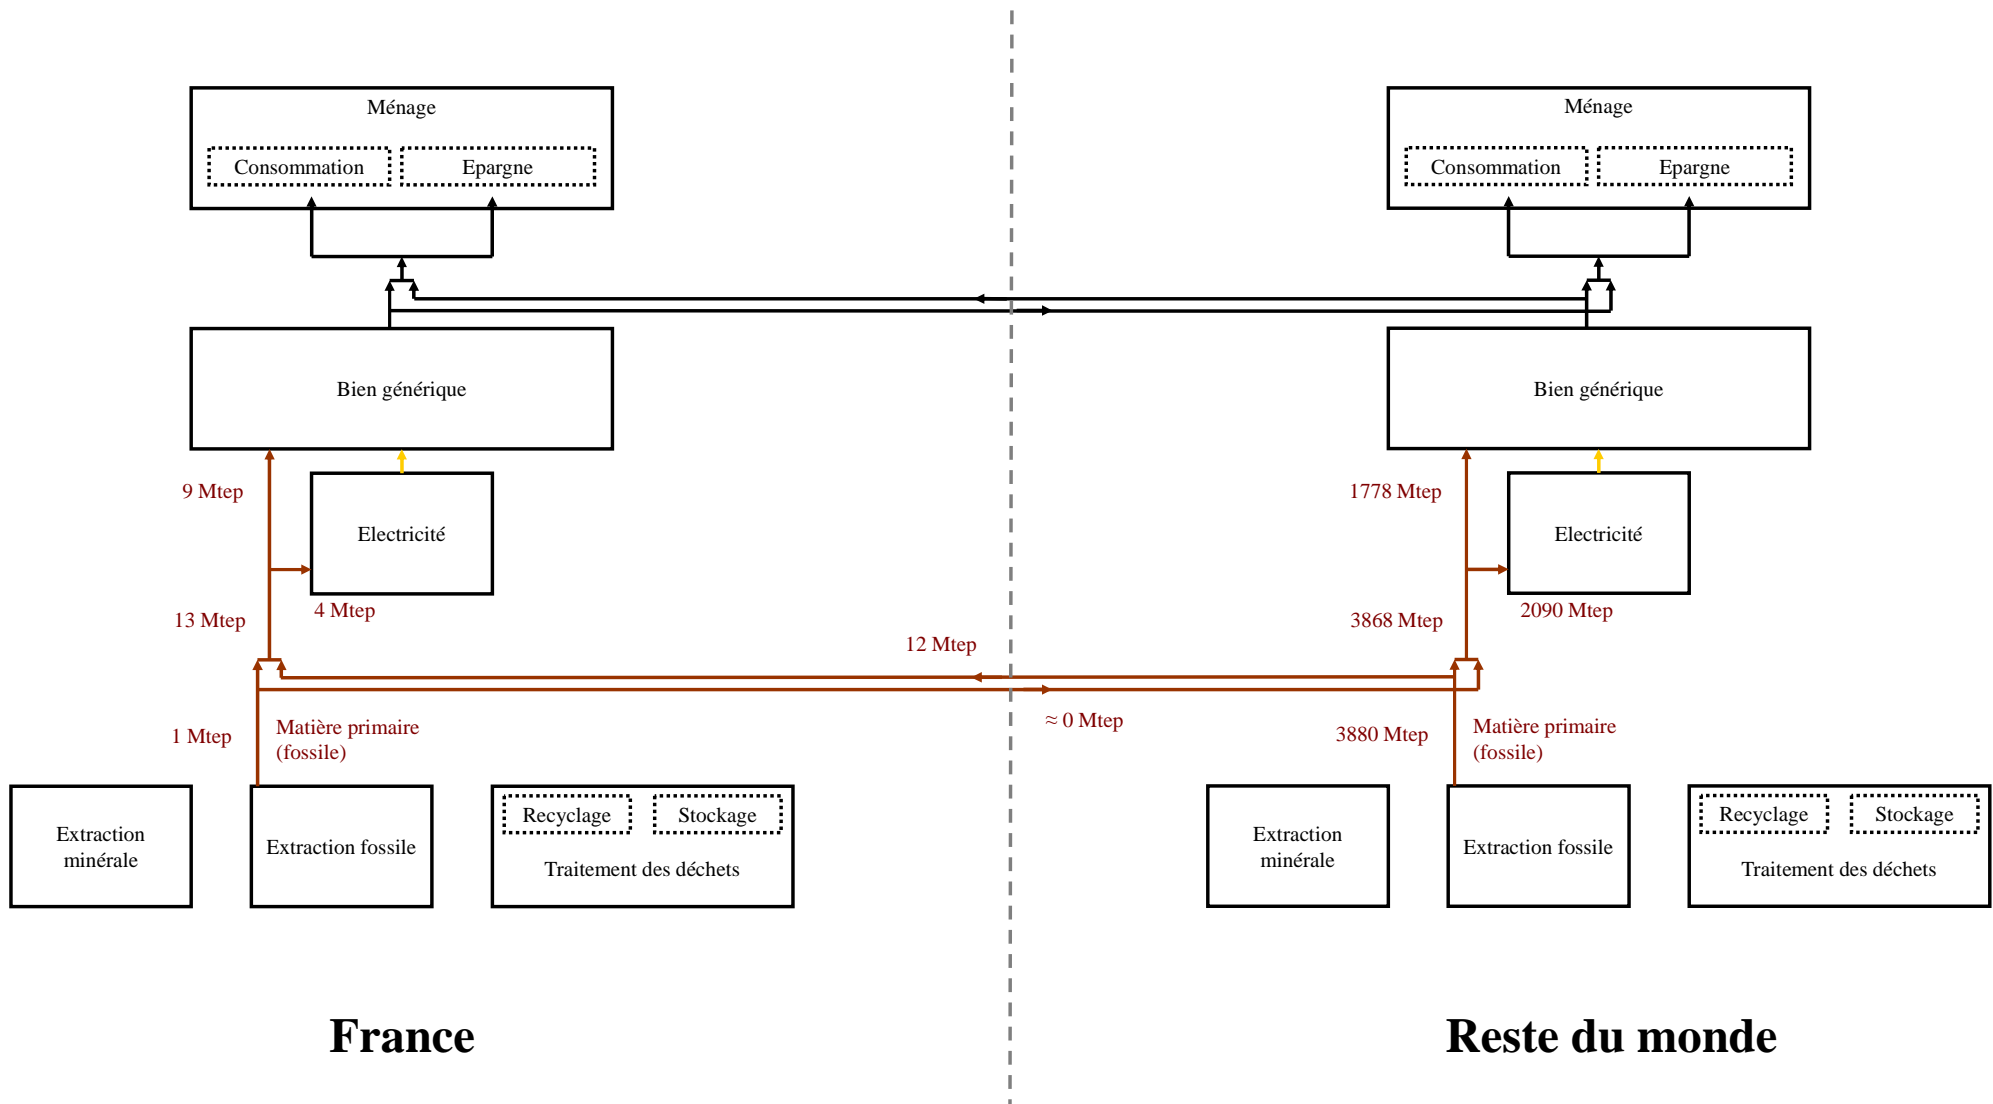 Ménage
Consommation
Epargne
Bien générique
9 Mtep
Electricité
4 Mtep
13 Mtep
12 Mtep
≈ 0 Mtep
1 Mtep
Matière primaire
(fossile)
Extraction
minérale
Extraction fossile
Recyclage
Stockage
Traitement des déchets
France
Ménage
Consommation
Epargne
Bien générique
1778 Mtep
Electricité
2090 Mtep
3868 Mtep
3880 Mtep
Matière primaire
(fossile)
Extraction
minérale
Extraction fossile
Recyclage
Stockage
Traitement des déchets
Reste du monde